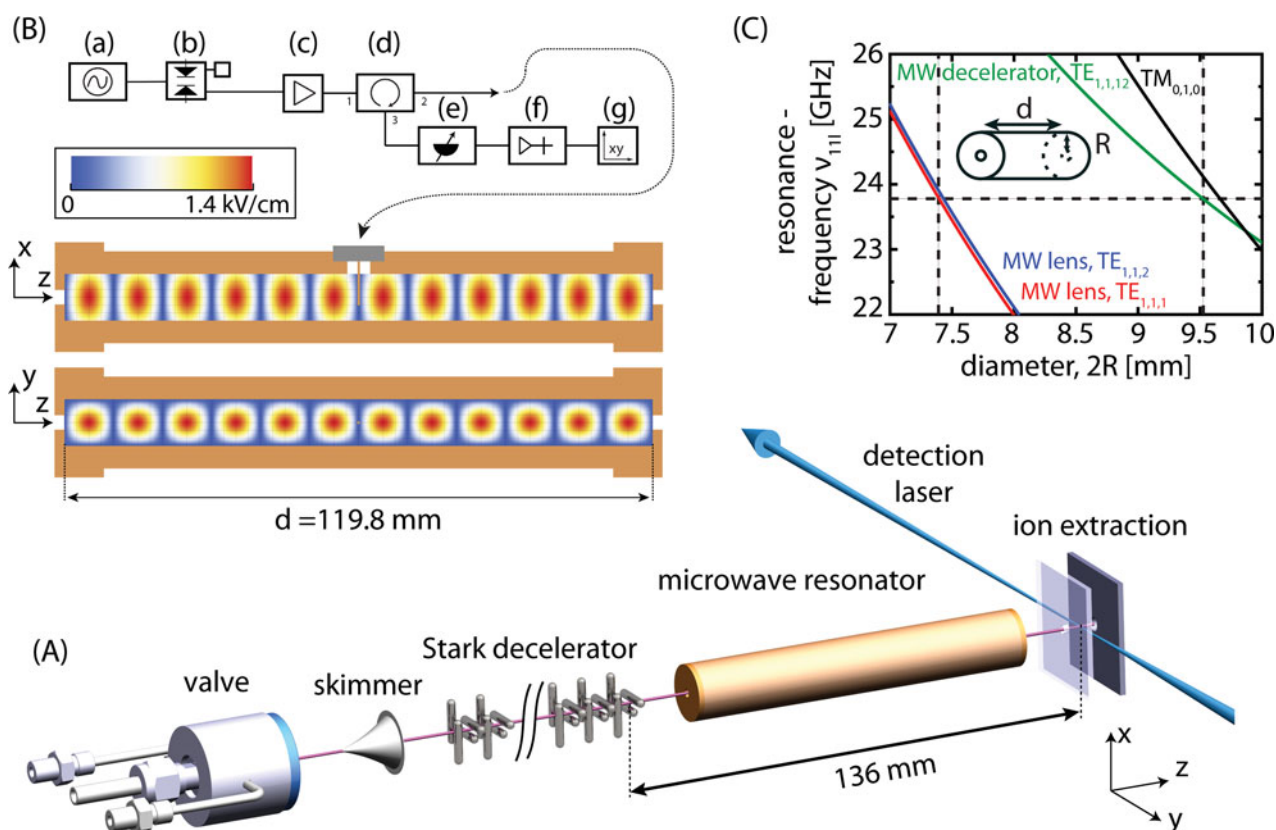 (B)
(a)
(b)
(c)
(d)
1
2
3
(e)
(f)
(g)
xy
0
1.4 kV/cm
x
z
y
z
d =119.8 mm
(C)
resonance -
frequency ν₁₁ₗ [GHz]
26
25
24
23
22
MW decelerator, TE₁,₁,₁₂
TM₀,₁,₀
d
R
MW lens, TE₁,₁,₂
MW lens, TE₁,₁,₁
7
7.5
8
8.5
9
9.5
10
diameter, 2R [mm]
(A)
valve
skimmer
Stark decelerator
microwave resonator
detection
laser
ion extraction
136 mm
x
z
y